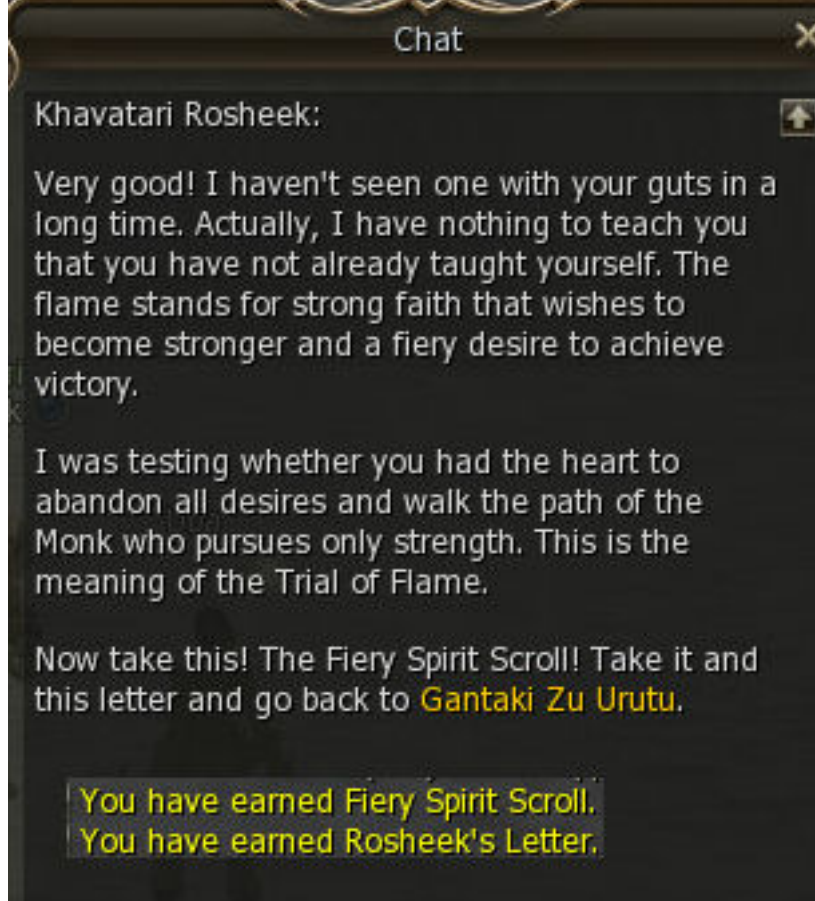 Chat
Khavatari Rosheek:
Very good! I haven't seen one with your guts in a
long time. Actually, I have nothing to teach you
that you have not already taught yourself. The
flame stands for strong faith that wishes to
become stronger and a fiery desire to achieve
victory.
I was testing whether you had the heart to
abandon all desires and walk the path of the
Monk who pursues only strength. This is the
meaning of the Trial of Flame.
Now take this! The Fiery Spirit Scroll! Take it and
this letter and go back to Gantaki Zu Urutu.
You have earned Fiery Spirit Scroll.
You have earned Rosheek's Letter.